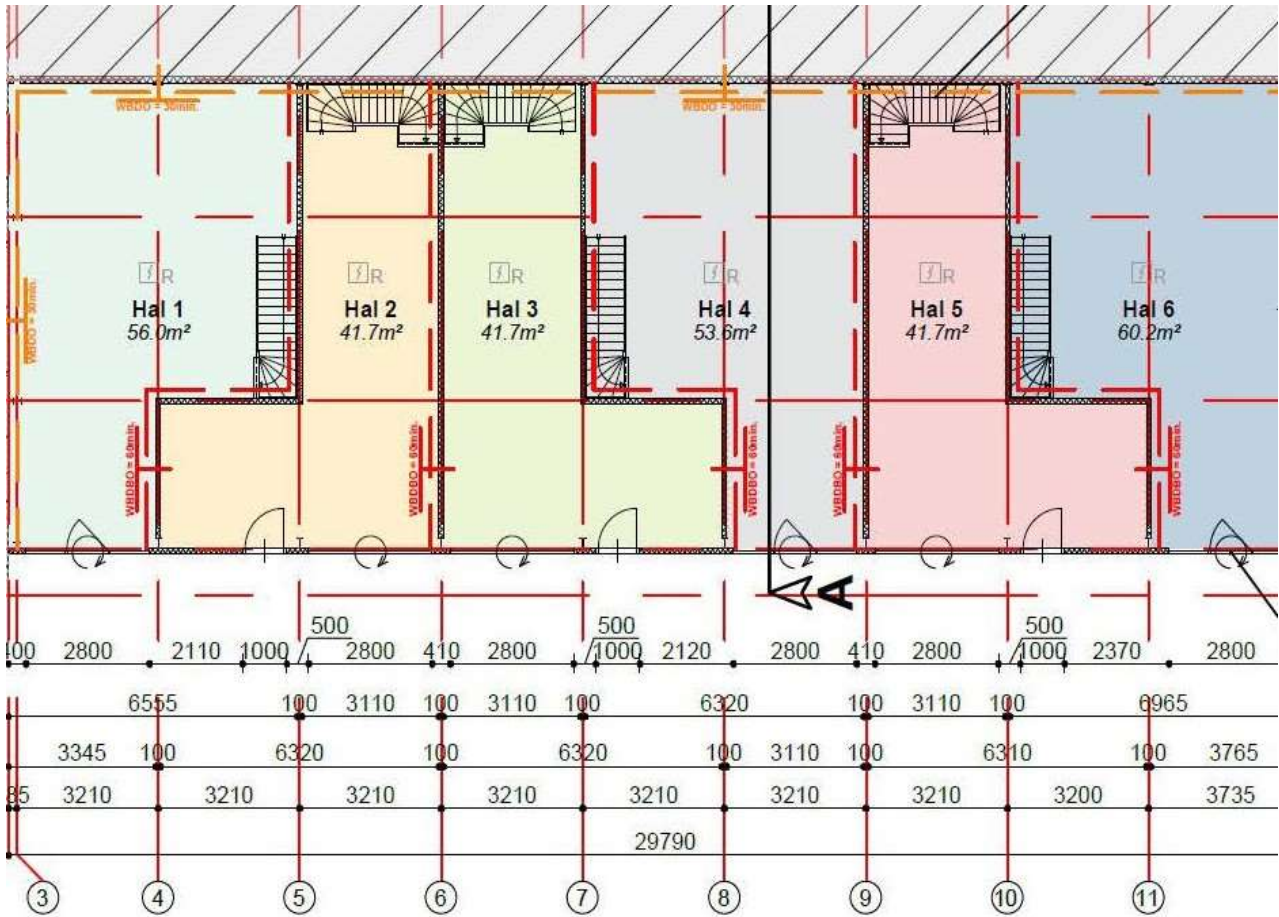 WBDO = 30min.
WBDO = 30min.
R R R R R R
Hal 1 Hal 2 Hal 3 Hal 4 Hal 5 Hal 6
56.0m² 41.7m² 41.7m² 53.6m² 41.7m² 60.2m²
WBDO = 30min.
WBDBO = 60min.
WBDBO = 60min.
WBDBO = 60min.
WBDBO = 60min.
WBDBO = 60min.
A
500 500 500
400 2800 2110 1000 2800 410 2800 1000 2120 2800 410 2800 1000 2370 2800
6555 100 3110 100 3110 100 6320 100 3110 100 6965
3345 100 6320 100 6320 100 3110 100 6310 100 3765
85 3210 3210 3210 3210 3210 3210 3210 3200 3735
29790
3 4 5 6 7 8 9 10 11